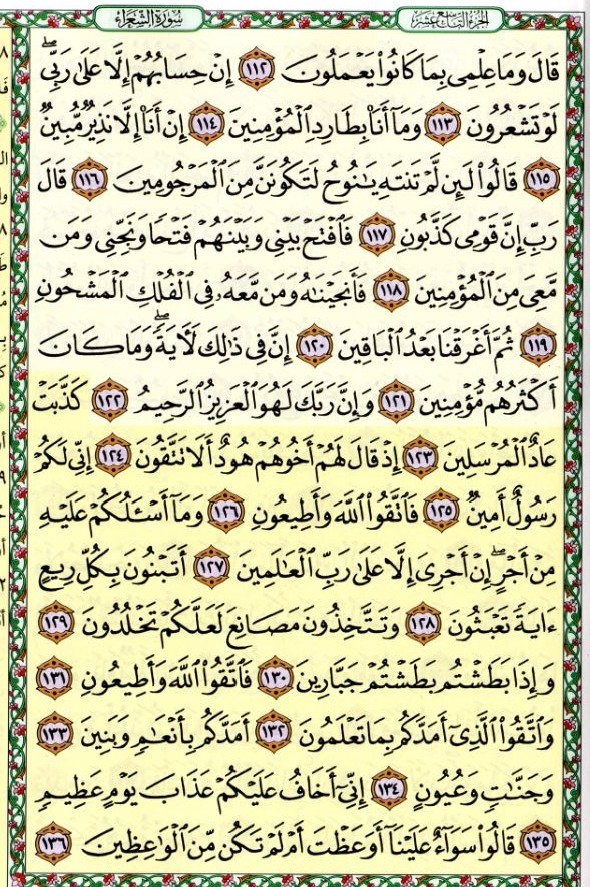 الجزء التاسع عشر
سورة الشعراء
قَالَ وَمَا عِلْمِى بِمَا كَانُوا۟ يَعْمَلُونَ ١١٢ إِنْ حِسَابُهُمْ إِلَّا عَلَىٰ رَبِّى ۖ
لَوْ تَشْعُرُونَ ١١٣ وَمَآ أَنَا۠ بِطَارِدِ ٱلْمُؤْمِنِينَ ١١٤ إِنْ أَنَا۠ إِلَّا نَذِيرٌ مُّبِينٌ
١١٥ قَالُوا۟ لَئِن لَّمْ تَنتَهِ يَـٰنُوحُ لَتَكُونَنَّ مِنَ ٱلْمَرْجُومِينَ ١١٦ قَالَ
رَبِّ إِنَّ قَوْمِى كَذَّبُونِ ١١٧ فَٱفْتَحْ بَيْنِى وَبَيْنَهُمْ فَتْحًا وَنَجِّنِى وَمَن
مَّعِىَ مِنَ ٱلْمُؤْمِنِينَ ١١٨ فَأَنجَيْنَـٰهُ وَمَن مَّعَهُۥ فِى ٱلْفُلْكِ ٱلْمَشْحُونِ
١١٩ ثُمَّ أَغْرَقْنَا بَعْدُ ٱلْبَاقِينَ ١٢٠ إِنَّ فِى ذَٰلِكَ لَـَٔايَةً ۖ وَمَا كَانَ
أَكْثَرُهُم مُّؤْمِنِينَ ١٢١ وَإِنَّ رَبَّكَ لَهُوَ ٱلْعَزِيزُ ٱلرَّحِيمُ ١٢٢ كَذَّبَتْ
عَادٌ ٱلْمُرْسَلِينَ ١٢٣ إِذْ قَالَ لَهُمْ أَخُوهُمْ هُودٌ أَلَا تَتَّقُونَ ١٢٤ إِنِّى لَكُمْ
رَسُولٌ أَمِينٌ ١٢٥ فَٱتَّقُوا۟ ٱللَّهَ وَأَطِيعُونِ ١٢٦ وَمَآ أَسْـَٔلُكُمْ عَلَيْهِ
مِنْ أَجْرٍ ۖ إِنْ أَجْرِىَ إِلَّا عَلَىٰ رَبِّ ٱلْعَـٰلَمِينَ ١٢٧ أَتَبْنُونَ بِكُلِّ رِيعٍ
ءَايَةً تَعْبَثُونَ ١٢٨ وَتَتَّخِذُونَ مَصَانِعَ لَعَلَّكُمْ تَخْلُدُونَ ١٢٩
وَإِذَا بَطَشْتُم بَطَشْتُمْ جَبَّارِينَ ١٣٠ فَٱتَّقُوا۟ ٱللَّهَ وَأَطِيعُونِ ١٣١
وَٱتَّقُوا۟ ٱلَّذِىٓ أَمَدَّكُم بِمَا تَعْلَمُونَ ١٣٢ أَمَدَّكُم بِأَنْعَـٰمٍ وَبَنِينَ ١٣٣
وَجَنَّـٰتٍ وَعُيُونٍ ١٣٤ إِنِّىٓ أَخَافُ عَلَيْكُمْ عَذَابَ يَوْمٍ عَظِيمٍ
١٣٥ قَالُوا۟ سَوَآءٌ عَلَيْنَآ أَوَعَظْتَ أَمْ لَمْ تَكُن مِّنَ ٱلْوَٰعِظِينَ ١٣٦